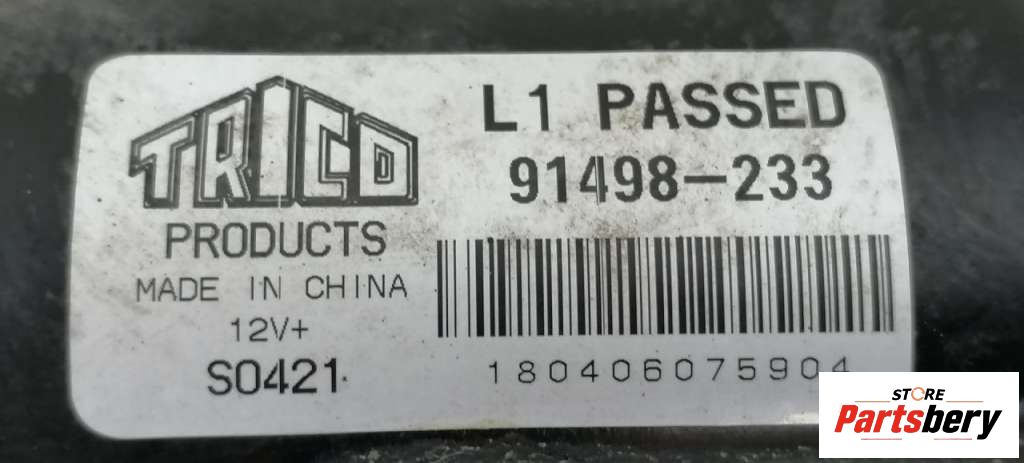 TRICO
PRODUCTS
MADE IN CHINA
12V+
S0421
L1 PASSED
91498-233
180406075904
STORE
Partsbery